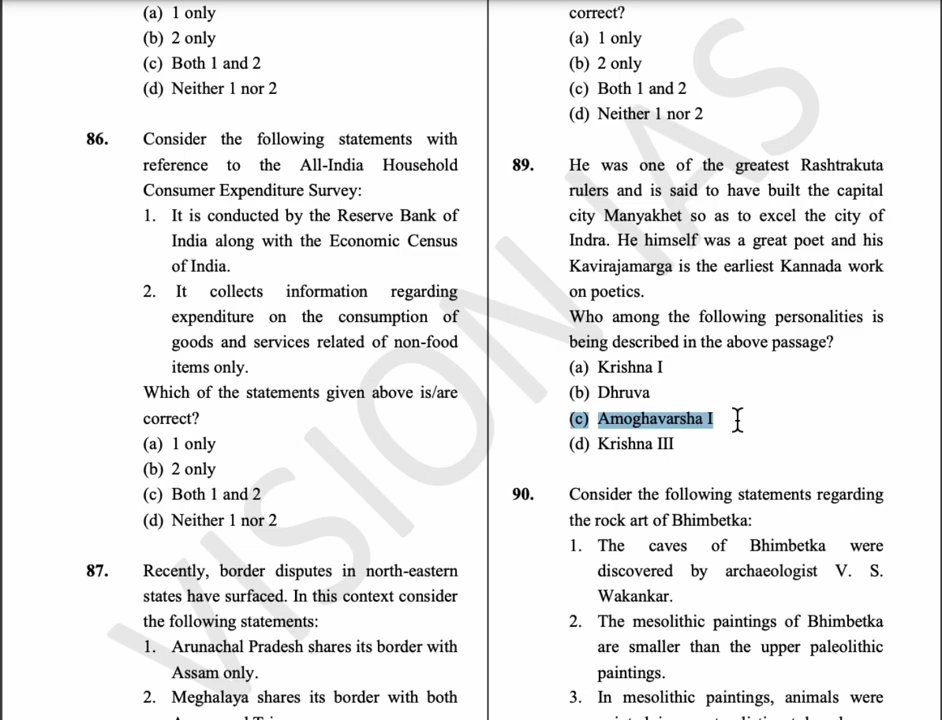 (a) 1 only
(b) 2 only
(c) Both 1 and 2
(d) Neither 1 nor 2
86. Consider the following statements with
reference to the All-India Household
Consumer Expenditure Survey:
1. It is conducted by the Reserve Bank of
India along with the Economic Census
of India.
2. It collects information regarding
expenditure on the consumption of
goods and services related of non-food
items only.
Which of the statements given above is/are
correct?
(a) 1 only
(b) 2 only
(c) Both 1 and 2
(d) Neither 1 nor 2
87. Recently, border disputes in north-eastern
states have surfaced. In this context consider
the following statements:
1. Arunachal Pradesh shares its border with
Assam only.
2. Meghalaya shares its border with both
correct?
(a) 1 only
(b) 2 only
(c) Both 1 and 2
(d) Neither 1 nor 2
89. He was one of the greatest Rashtrakuta
rulers and is said to have built the capital
city Manyakhet so as to excel the city of
Indra. He himself was a great poet and his
Kavirajamarga is the earliest Kannada work
on poetics.
Who among the following personalities is
being described in the above passage?
(a) Krishna I
(b) Dhruva
(c) Amoghavarsha I
(d) Krishna III
90. Consider the following statements regarding
the rock art of Bhimbetka:
1. The caves of Bhimbetka were
discovered by archaeologist V. S.
Wakankar.
2. The mesolithic paintings of Bhimbetka
are smaller than the upper paleolithic
paintings.
3. In mesolithic paintings, animals were
VISION IAS